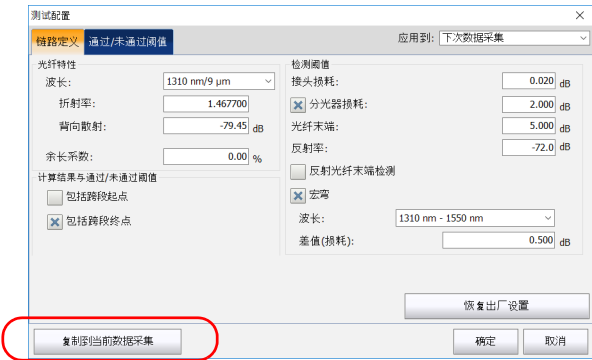 测试配置
链路定义 通过/未通过阈值 应用到: 下次数据采集
光纤特性
波长: 1310 nm/9 µm
折射率: 1.467700
背向散射: -79.45 dB
余长系数: 0.00 %
计算结果与通过/未通过阈值
包括跨段起点
包括跨段终点
检测阈值
接头损耗: 0.020 dB
分光器损耗: 2.000 dB
光纤末端: 5.000 dB
反射率: -72.0 dB
反射光纤末端检测
宏弯
波长: 1310 nm - 1550 nm
差值(损耗): 0.500 dB
恢复出厂设置
复制到当前数据采集 确定 取消